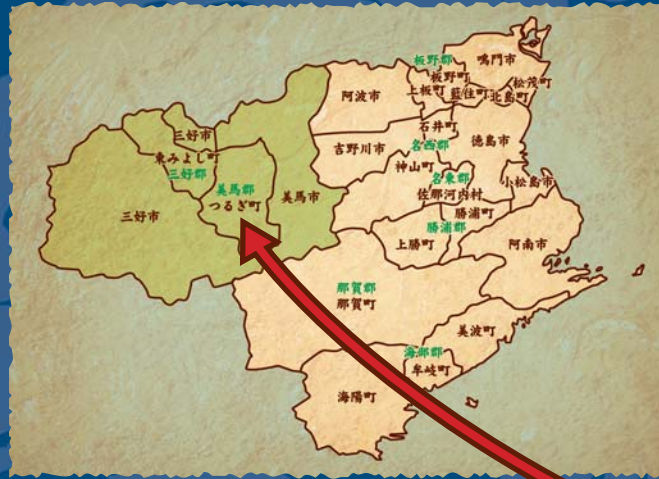 板野郡
鳴門市
板野町
松茂町
阿波市
上板町
藍住町
北島町
石井町
三好市
吉野川市
名西郡
徳島市
東みよし町
神山町
三好郡
美馬郡
名東郡
小松島市
つるぎ町
美馬市
佐那河内村
三好市
勝浦町
勝浦郡
上勝町
阿南市
那賀郡
那賀町
美波町
海部郡
牟岐町
海陽町